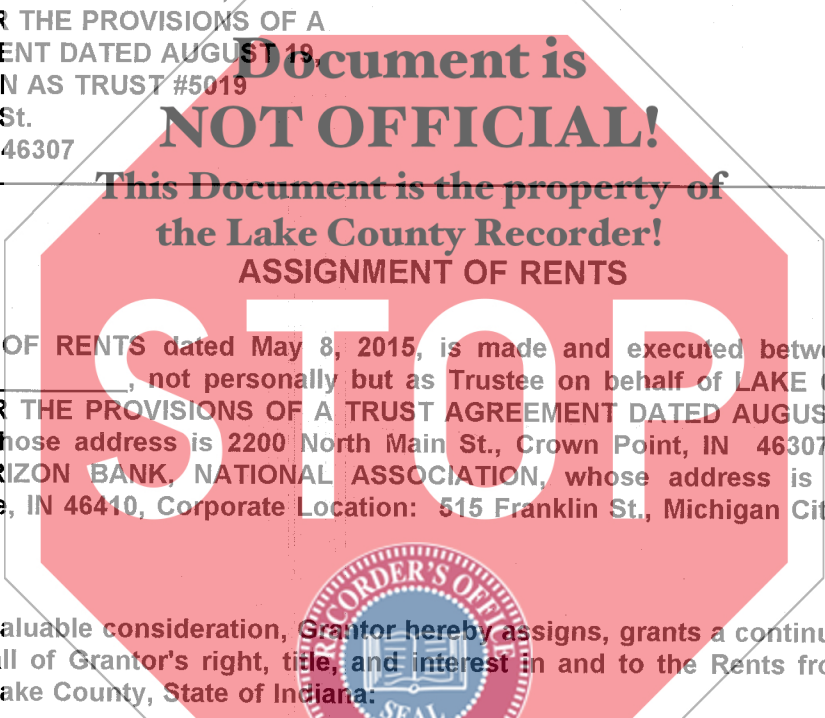 R THE PROVISIONS OF A
ENT DATED AUGUST 19,
N AS TRUST #5019
St.
46307
Document is
NOT OFFICIAL!
This Document is the property of
the Lake County Recorder!
ASSIGNMENT OF RENTS
STOP
OF RENTS dated May 8, 2015, is made and executed betwe
, not personally but as Trustee on behalf of LAKE C
R THE PROVISIONS OF A TRUST AGREEMENT DATED AUGUS
hose address is 2200 North Main St., Crown Point, IN 46307
RIZON BANK, NATIONAL ASSOCIATION, whose address is
e, IN 46410, Corporate Location: 515 Franklin St., Michigan Cit
RECORDER'S OFFICE
aluable consideration, Grantor hereby assigns, grants a continu
ll of Grantor's right, title, and interest in and to the Rents fro
ake County, State of Indiana:
SEAL